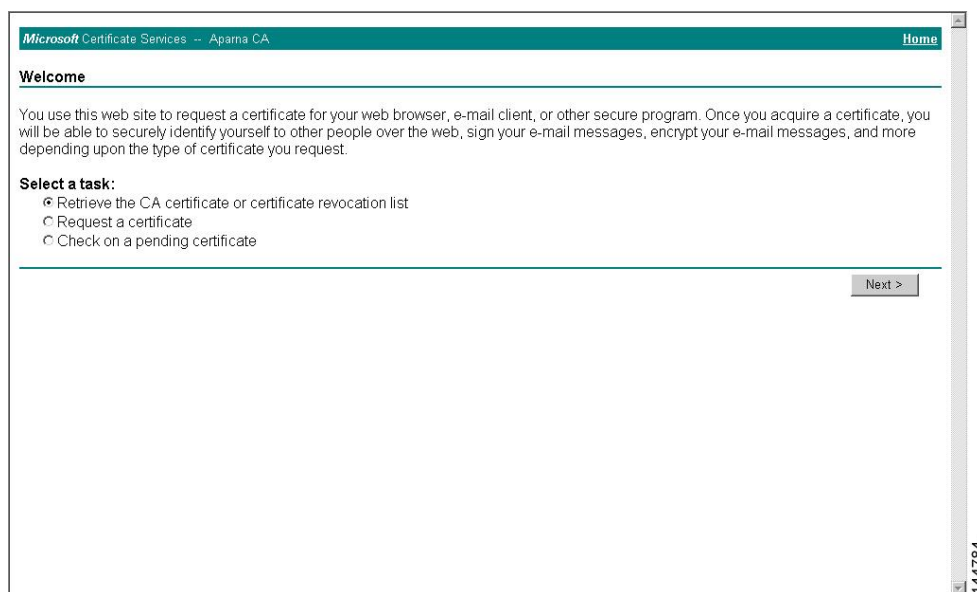 Microsoft Certificate Services -- Aparna CA Home
Welcome
You use this web site to request a certificate for your web browser, e-mail client, or other secure program. Once you acquire a certificate, you
will be able to securely identify yourself to other people over the web, sign your e-mail messages, encrypt your e-mail messages, and more
depending upon the type of certificate you request.
Select a task:
Retrieve the CA certificate or certificate revocation list
Request a certificate
Check on a pending certificate
Next >
144784